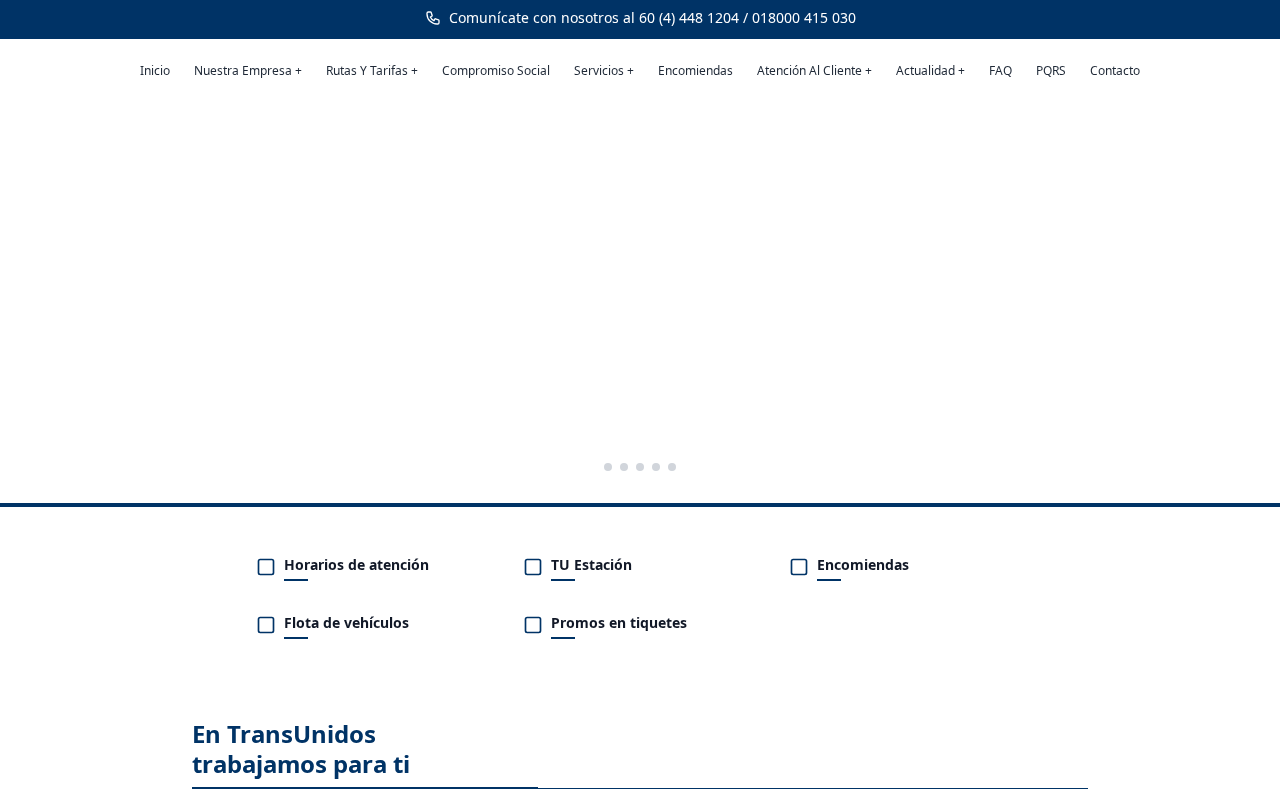 Comunícate con nosotros al 60 (4) 448 1204 / 018000 415 030
Inicio Nuestra Empresa + Rutas Y Tarifas + Compromiso Social Servicios + Encomiendas Atención Al Cliente + Actualidad + FAQ PQRS Contacto
Horarios de atención TU Estación Encomiendas
Flota de vehículos Promos en tiquetes
En TransUnidos
trabajamos para ti